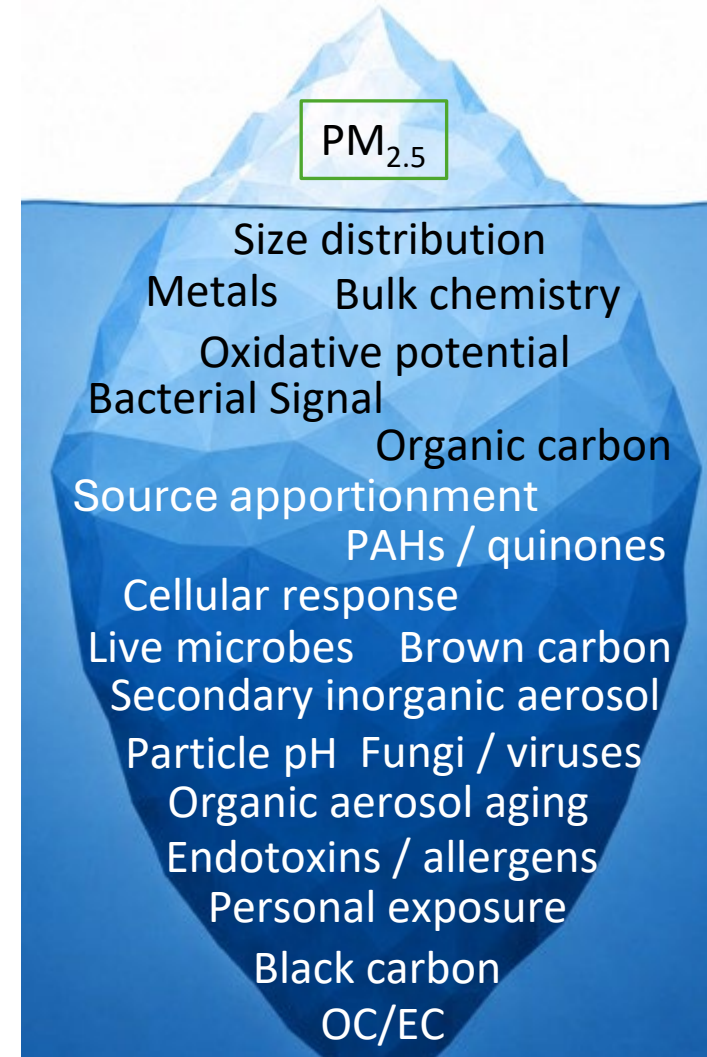 PM2.5
Size distribution
Metals Bulk chemistry
Oxidative potential
Bacterial Signal
Organic carbon
Source apportionment
PAHs / quinones
Cellular response
Live microbes Brown carbon
Secondary inorganic aerosol
Particle pH Fungi / viruses
Organic aerosol aging
Endotoxins / allergens
Personal exposure
Black carbon
OC/EC